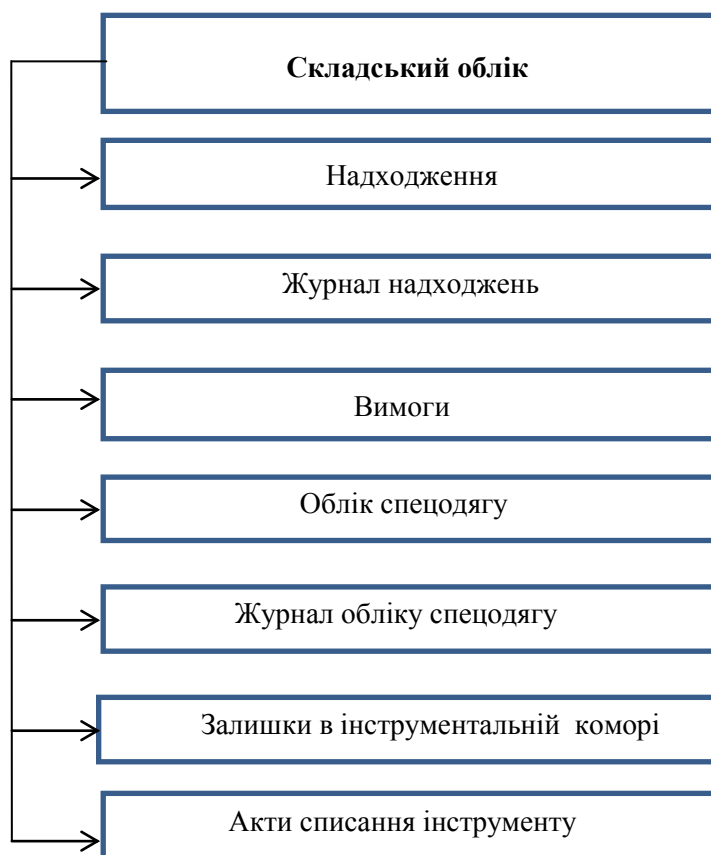 Складський облік
Надходження
Журнал надходжень
Вимоги
Облік спецодягу
Журнал обліку спецодягу
Залишки в інструментальній коморі
Акти списання інструменту